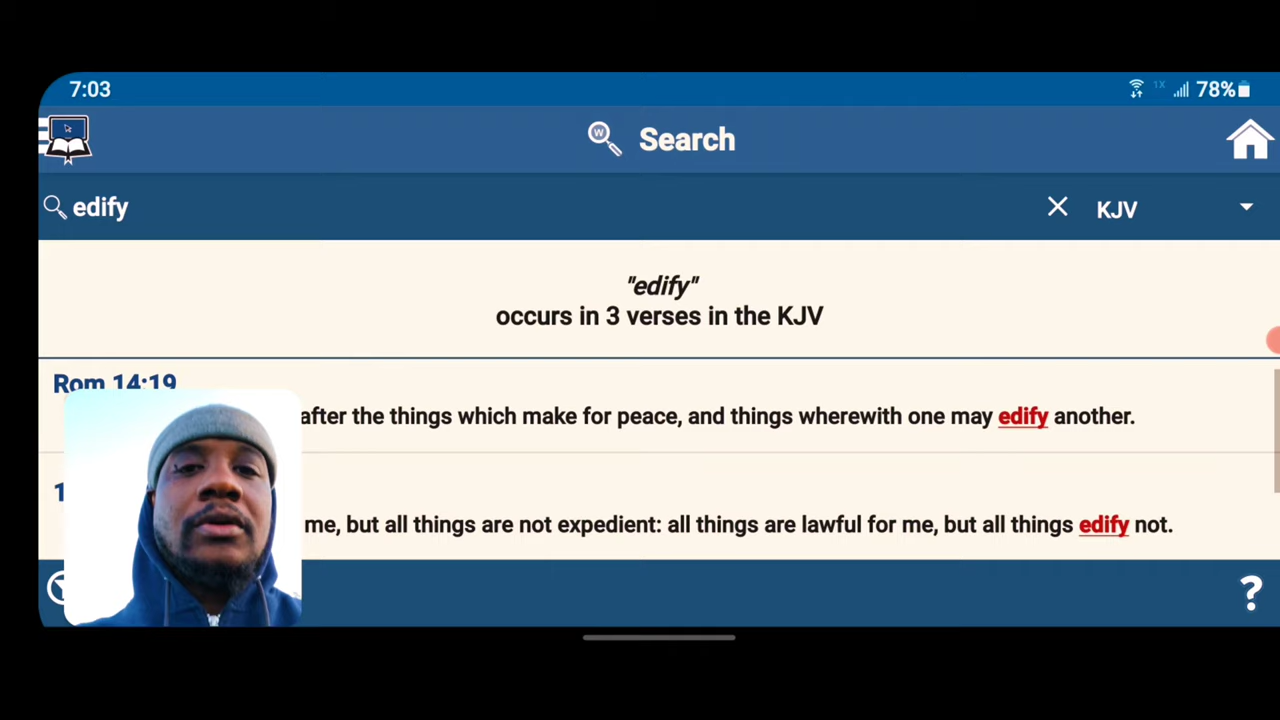 7:03
1X
78%
W
Search
edify
KJV
"edify"
occurs in 3 verses in the KJV
Rom 14:19
after the things which make for peace, and things wherewith one may edify another.
1
me, but all things are not expedient: all things are lawful for me, but all things edify not.
?